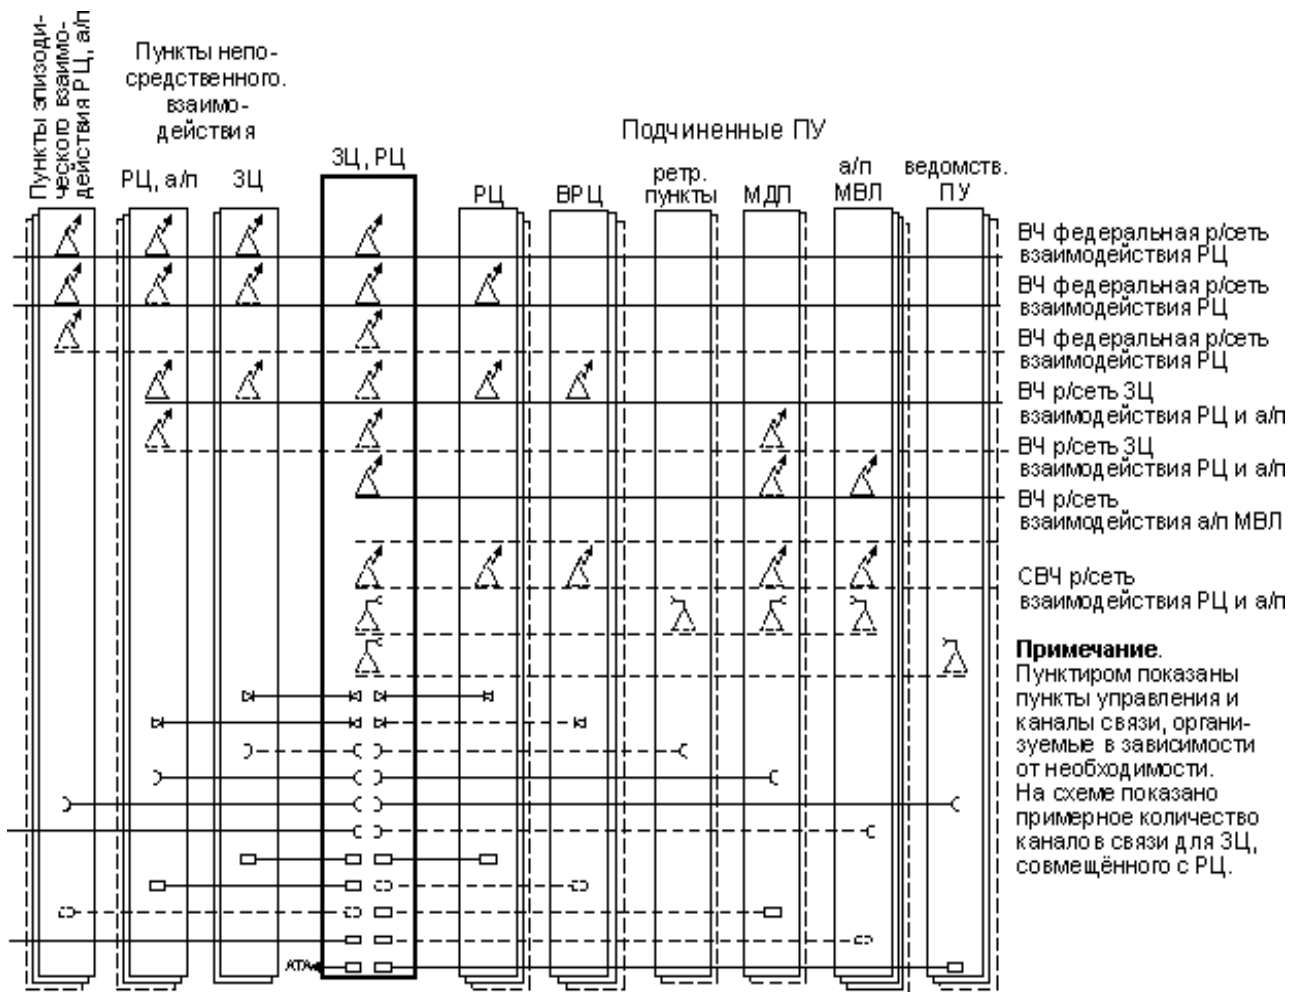 Пункты эпизоди-
ческого взаимо-
действия РЦ, а/п
Пункты непо-
средственного.
взаимо-
действия
РЦ, а/п
ЗЦ
ЗЦ, РЦ
Подчиненные ПУ
РЦ
ВРЦ
ретр.
пункты
МДП
а/п
МВЛ
ведомств.
ПУ
ВЧ федеральная р/сеть
взаимодействия РЦ
ВЧ федеральная р/сеть
взаимодействия РЦ
ВЧ федеральная р/сеть
взаимодействия РЦ
ВЧ р/сеть ЗЦ
взаимодействия РЦ и а/п
ВЧ р/сеть ЗЦ
взаимодействия РЦ и а/п
ВЧ р/сеть
взаимодействия а/п МВЛ
СВЧ р/сеть
взаимодействия РЦ и а/п
Примечание.
Пунктиром показаны
пункты управления и
каналы связи, органи-
зуемые в зависимости
от необходимости.
На схеме показано
примерное количество
каналов связи для ЗЦ,
совмещённого с РЦ.
АТА